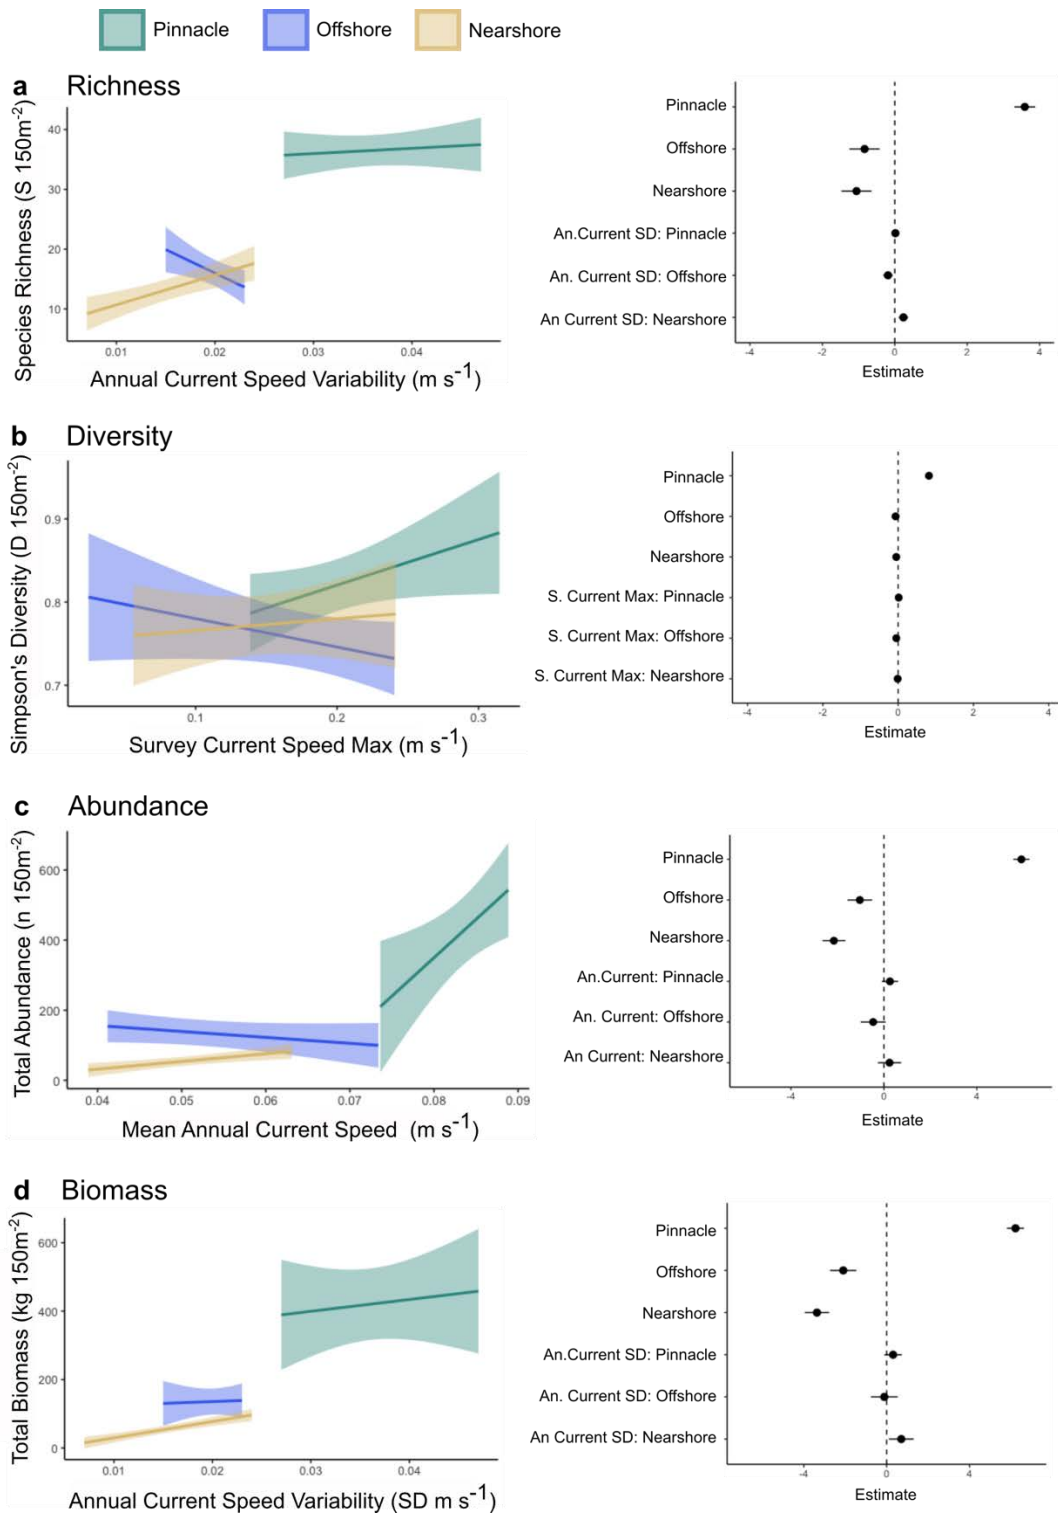 Pinnacle Offshore Nearshore
a Richness
Species Richness (S 150m⁻²)
40
30
20
10
0.01 0.02 0.03 0.04
Annual Current Speed Variability (m s⁻¹)
Pinnacle
Offshore
Nearshore
An.Current SD: Pinnacle
An. Current SD: Offshore
An Current SD: Nearshore
-4 -2 0 2 4
Estimate
b Diversity
Simpson's Diversity (D 150m⁻²)
0.9
0.8
0.7
0.1 0.2 0.3
Survey Current Speed Max (m s⁻¹)
Pinnacle
Offshore
Nearshore
S. Current Max: Pinnacle
S. Current Max: Offshore
S. Current Max: Nearshore
-4 -2 0 2 4
Estimate
c Abundance
Total Abundance (n 150m⁻²)
600
400
200
0
0.04 0.05 0.06 0.07 0.08 0.09
Mean Annual Current Speed (m s⁻¹)
Pinnacle
Offshore
Nearshore
An.Current: Pinnacle
An. Current: Offshore
An Current: Nearshore
-4 0 4
Estimate
d Biomass
Total Biomass (kg 150m⁻²)
600
400
200
0
0.01 0.02 0.03 0.04
Annual Current Speed Variability (SD m s⁻¹)
Pinnacle
Offshore
Nearshore
An.Current SD: Pinnacle
An. Current SD: Offshore
An Current SD: Nearshore
-4 0 4
Estimate